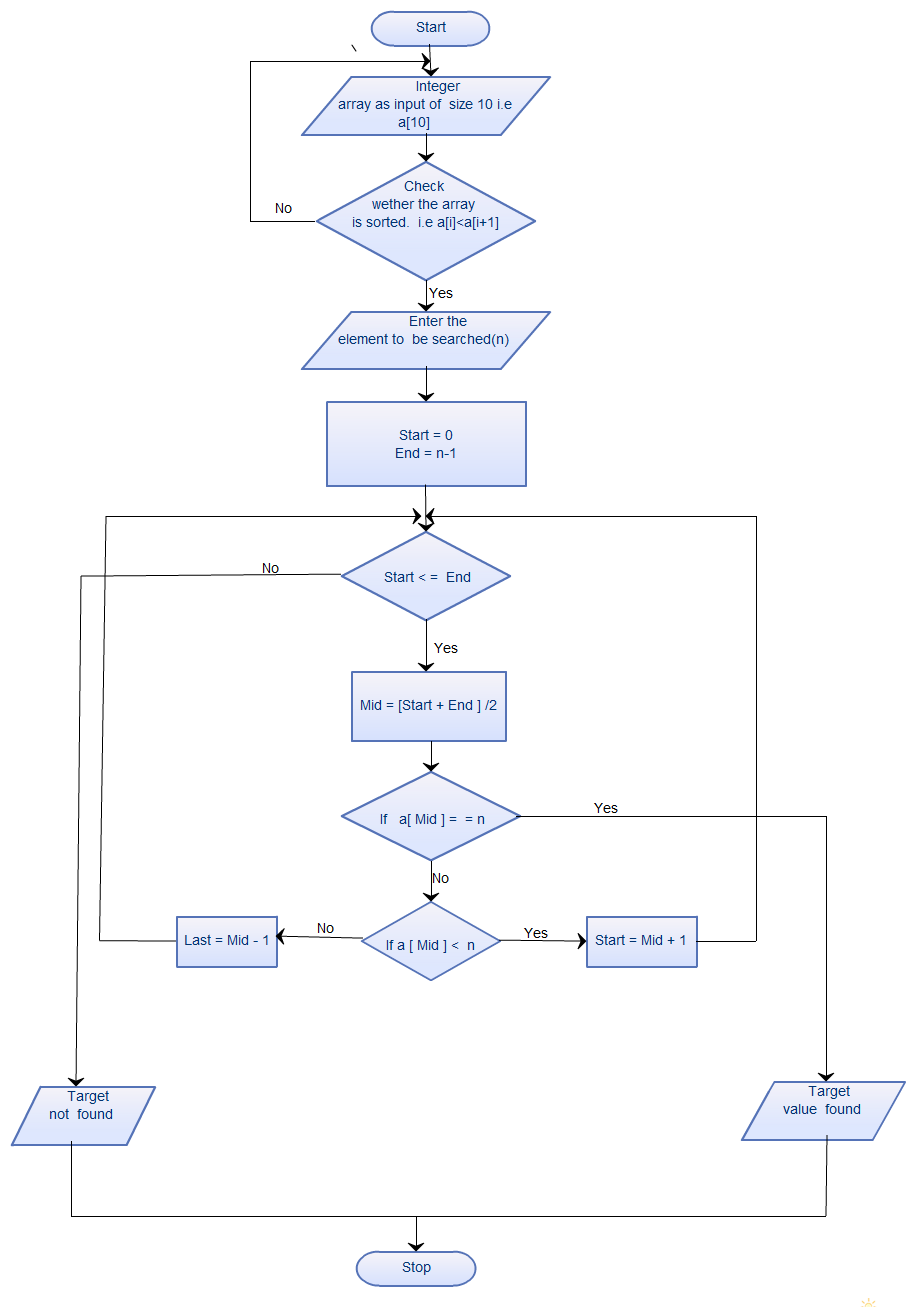 Start
Integer
array as input of size 10 i.e
a[10]
Check
wether the array
is sorted. i.e a[i]<a[i+1]
No
Yes
Enter the
element to be searched(n)
Start = 0
End = n-1
No
Start < = End
Yes
Mid = [Start + End ] /2
If a[ Mid ] = = n
Yes
No
Last = Mid - 1
No
If a [ Mid ] < n
Yes
Start = Mid + 1
Target
not found
Target
value found
Stop